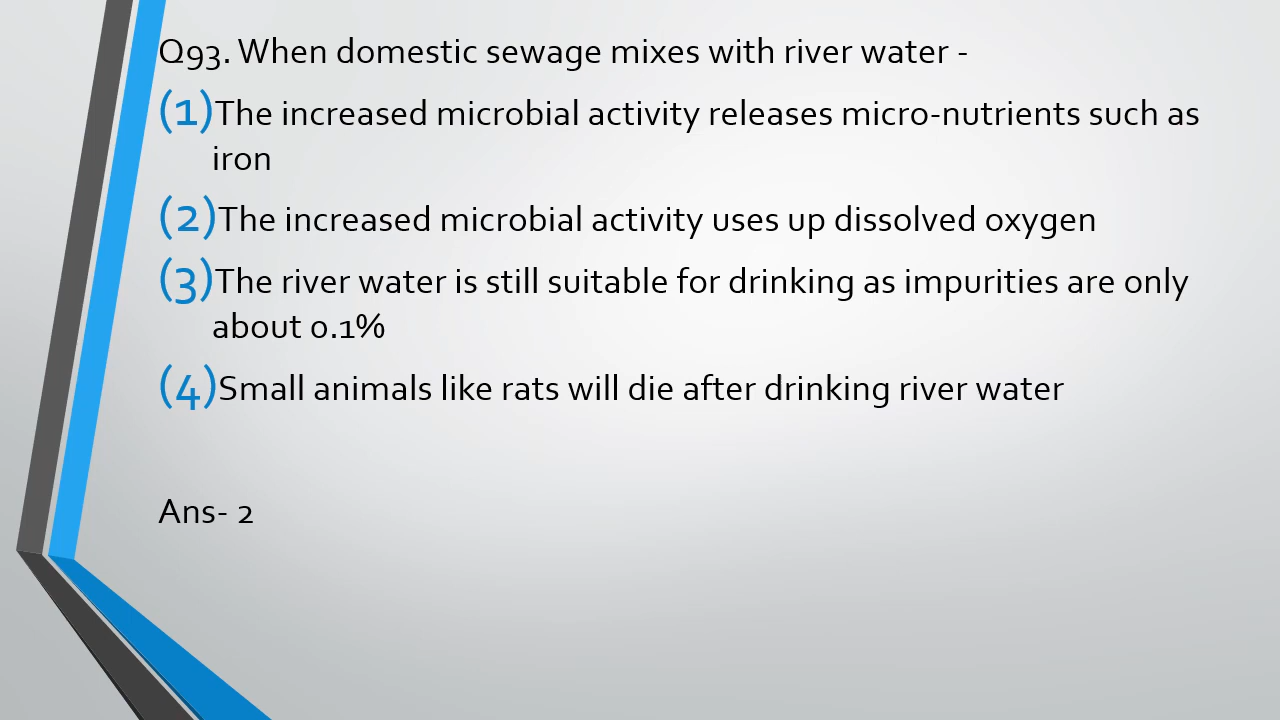 Q93. When domestic sewage mixes with river water -
(1)The increased microbial activity releases micro-nutrients such as
iron
(2)The increased microbial activity uses up dissolved oxygen
(3)The river water is still suitable for drinking as impurities are only
about 0.1%
(4)Small animals like rats will die after drinking river water
Ans- 2